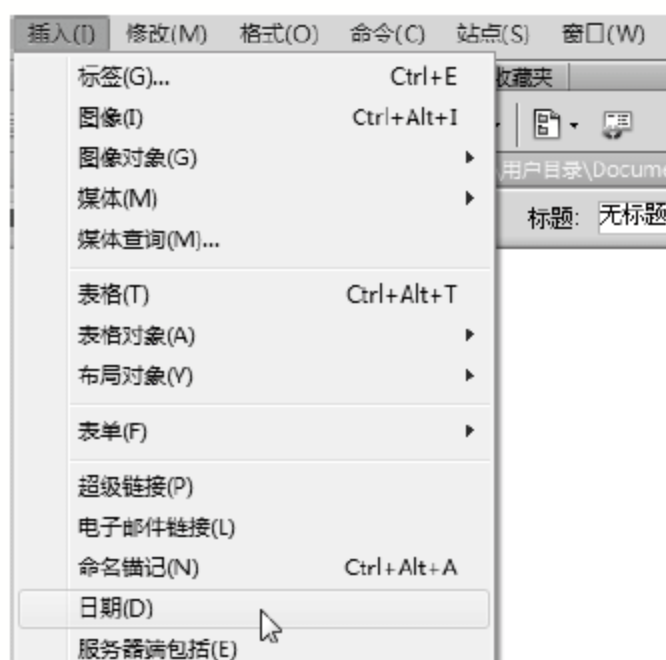 插入(I) 修改(M) 格式(O) 命令(C) 站点(S) 窗口(W)
标签(G)... Ctrl+E 收藏夹
图像(I) Ctrl+Alt+I
图像对象(G)
\用户目录\Docume
媒体(M)
标题: 无标题
媒体查询(M)...
表格(T) Ctrl+Alt+T
表格对象(A)
布局对象(Y)
表单(F)
超级链接(P)
电子邮件链接(L)
命名锚记(N) Ctrl+Alt+A
日期(D)
服务器端包括(E)